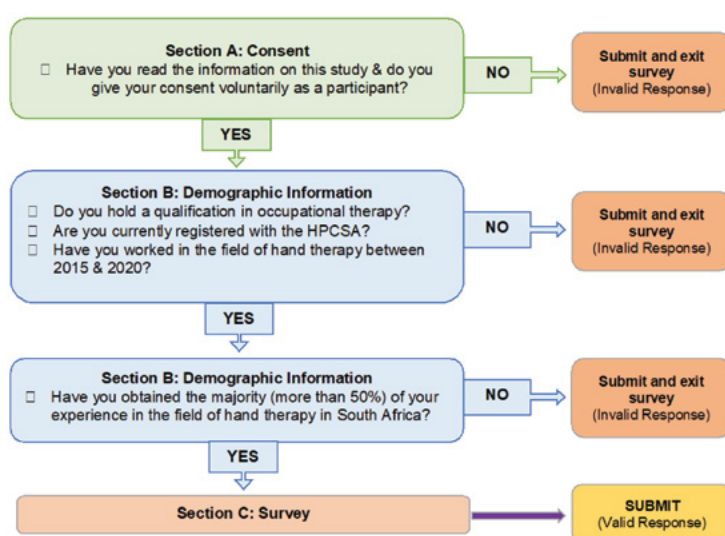 Section A: Consent
Have you read the information on this study & do you
give your consent voluntarily as a participant?
NO
Submit and exit
survey
(Invalid Response)
YES
Section B: Demographic Information
Do you hold a qualification in occupational therapy?
Are you currently registered with the HPCSA?
Have you worked in the field of hand therapy between
2015 & 2020?
NO
Submit and exit
survey
(Invalid Response)
YES
Section B: Demographic Information
Have you obtained the majority (more than 50%) of your
experience in the field of hand therapy in South Africa?
NO
Submit and exit
survey
(Invalid Response)
YES
Section C: Survey
SUBMIT
(Valid Response)